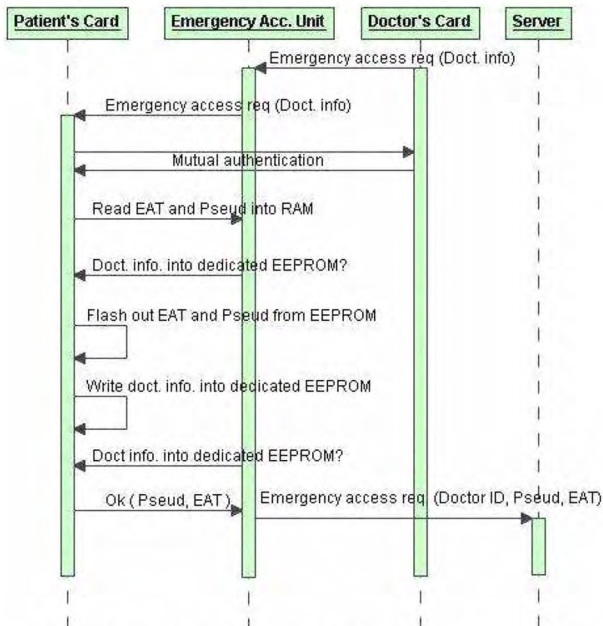 Patient's Card Emergency Acc. Unit Doctor's Card Server
Emergency access req (Doct. info)
Emergency access req (Doct. info)
Mutual authentication
Read EAT and Pseud into RAM
Doct. info. into dedicated EEPROM?
Flash out EAT and Pseud from EEPROM
Write doct. info. into dedicated EEPROM
Doct info. into dedicated EEPROM?
Ok ( Pseud, EAT ) Emergency access req. (Doctor ID, Pseud, EAT)